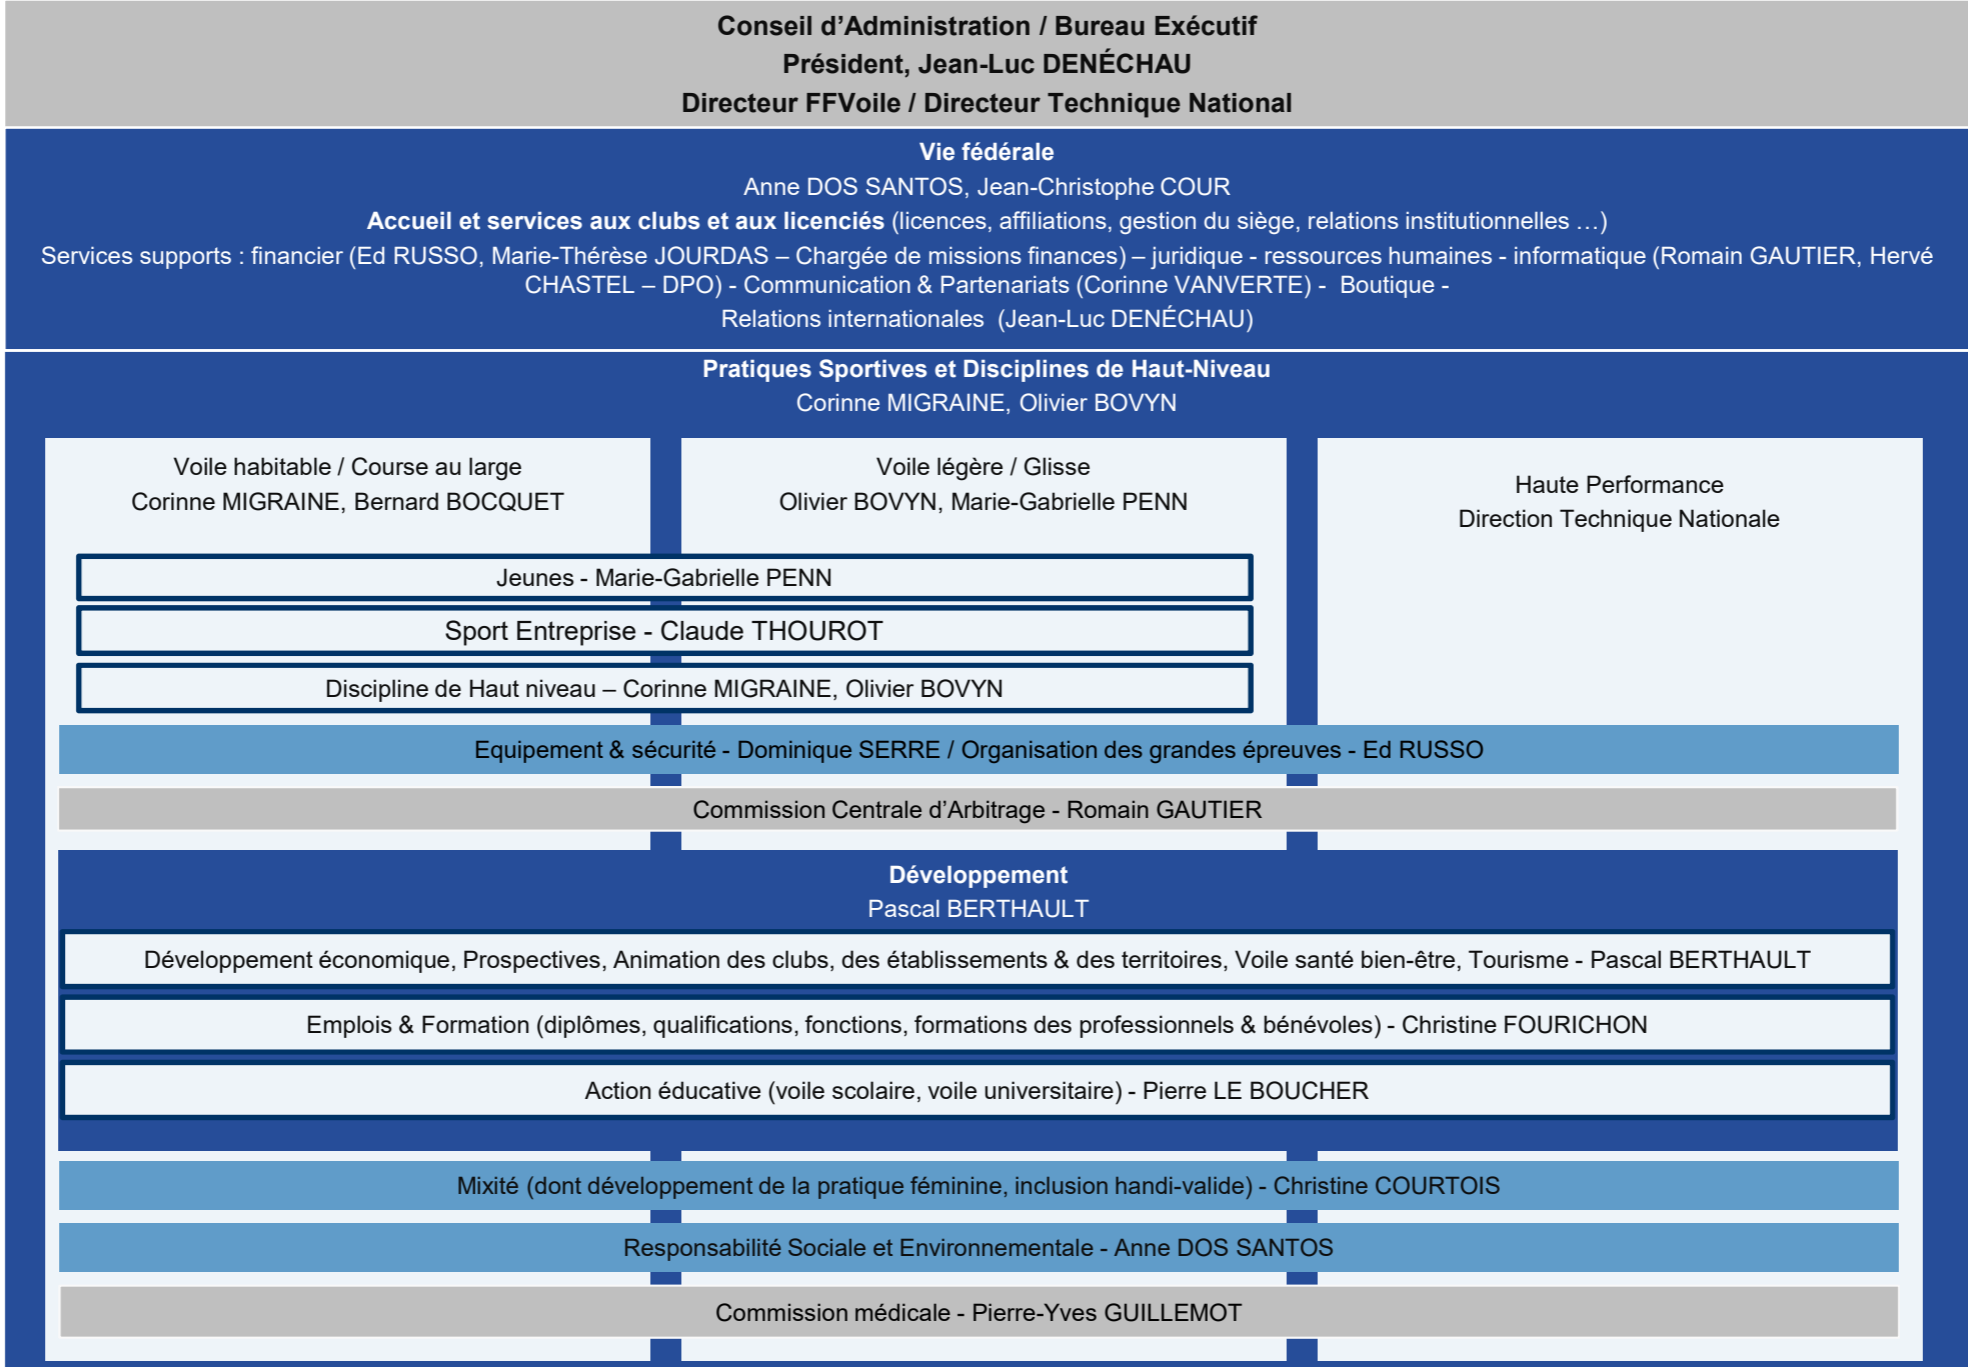 Conseil d’Administration / Bureau Exécutif
Président, Jean-Luc DENÉCHAU
Directeur FFVoile / Directeur Technique National
Vie fédérale
Anne DOS SANTOS, Jean-Christophe COUR
Accueil et services aux clubs et aux licenciés (licences, affiliations, gestion du siège, relations institutionnelles …)
Services supports : financier (Ed RUSSO, Marie-Thérèse JOURDAS – Chargée de missions finances) – juridique - ressources humaines - informatique (Romain GAUTIER, Hervé
CHASTEL – DPO) - Communication & Partenariats (Corinne VANVERTE) - Boutique -
Relations internationales (Jean-Luc DENÉCHAU)
Pratiques Sportives et Disciplines de Haut-Niveau
Corinne MIGRAINE, Olivier BOVYN
Voile habitable / Course au large
Corinne MIGRAINE, Bernard BOCQUET
Voile légère / Glisse
Olivier BOVYN, Marie-Gabrielle PENN
Haute Performance
Direction Technique Nationale
Jeunes - Marie-Gabrielle PENN
Sport Entreprise - Claude THOUROT
Discipline de Haut niveau – Corinne MIGRAINE, Olivier BOVYN
Equipement & sécurité - Dominique SERRE / Organisation des grandes épreuves - Ed RUSSO
Commission Centrale d’Arbitrage - Romain GAUTIER
Développement
Pascal BERTHAULT
Développement économique, Prospectives, Animation des clubs, des établissements & des territoires, Voile santé bien-être, Tourisme - Pascal BERTHAULT
Emplois & Formation (diplômes, qualifications, fonctions, formations des professionnels & bénévoles) - Christine FOURICHON
Action éducative (voile scolaire, voile universitaire) - Pierre LE BOUCHER
Mixité (dont développement de la pratique féminine, inclusion handi-valide) - Christine COURTOIS
Responsabilité Sociale et Environnementale - Anne DOS SANTOS
Commission médicale - Pierre-Yves GUILLEMOT